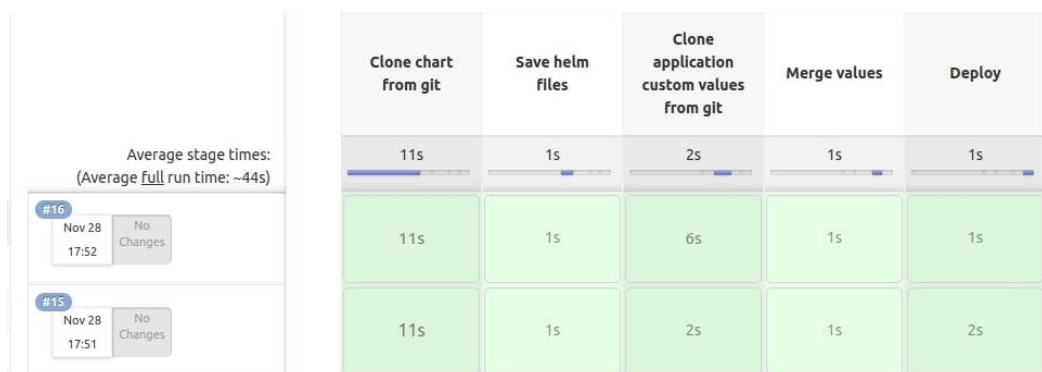 Clone chart
from git
Save helm
files
Clone
application
custom values
from git
Merge values
Deploy
Average stage times:
(Average full run time: ~44s)
11s
1s
2s
1s
1s
#16
Nov 28
17:52
No
Changes
11s
1s
6s
1s
1s
#15
Nov 28
17:51
No
Changes
11s
1s
2s
1s
2s